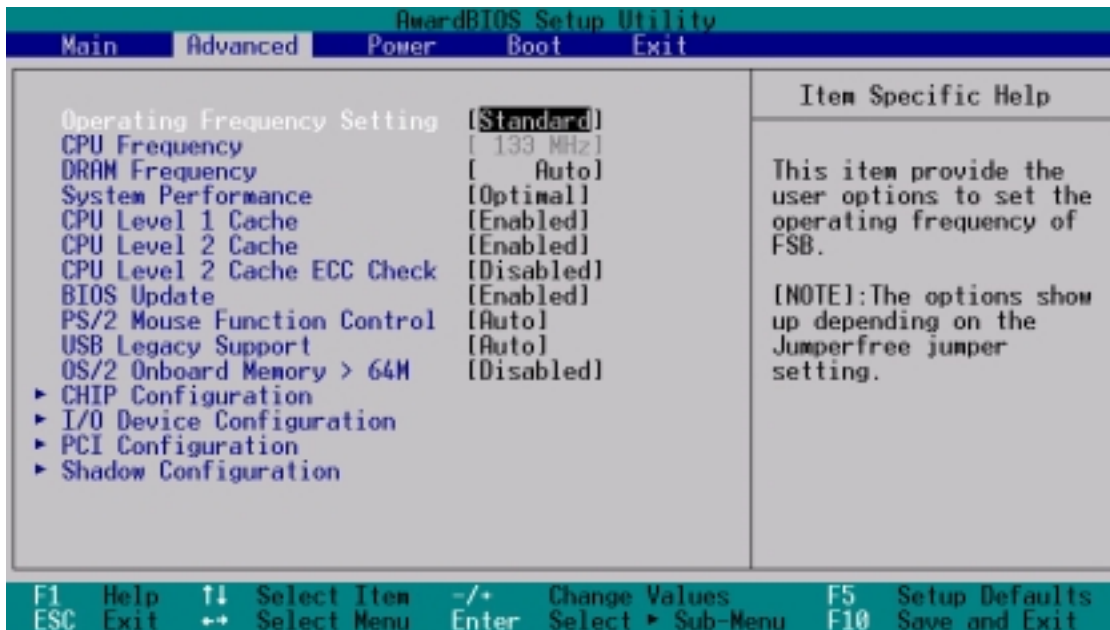 AwardBIOS Setup Utility
Main Advanced Power Boot Exit
Operating Frequency Setting [Standard]
CPU Frequency [ 133 MHz]
DRAM Frequency [ Auto]
System Performance [Optimal]
CPU Level 1 Cache [Enabled]
CPU Level 2 Cache [Enabled]
CPU Level 2 Cache ECC Check [Disabled]
BIOS Update [Enabled]
PS/2 Mouse Function Control [Auto]
USB Legacy Support [Auto]
OS/2 Onboard Memory > 64M [Disabled]
► CHIP Configuration
► I/O Device Configuration
► PCI Configuration
► Shadow Configuration
Item Specific Help
This item provide the
user options to set the
operating frequency of
FSB.
[NOTE]:The options show
up depending on the
Jumperfree jumper
setting.
F1 Help ↑↓ Select Item -/+ Change Values F5 Setup Defaults
ESC Exit ←→ Select Menu Enter Select ► Sub-Menu F10 Save and Exit